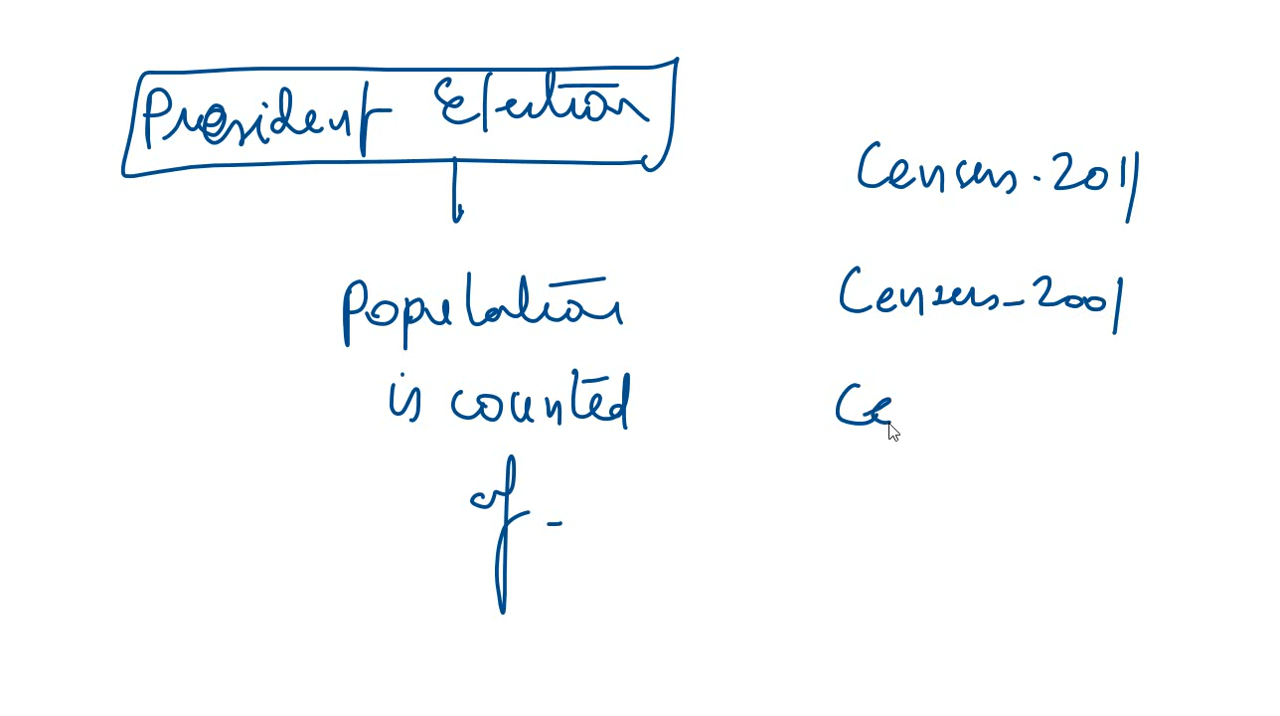 President Election
Population
is counted
of -
Census. 2011
Census - 2001
Ce